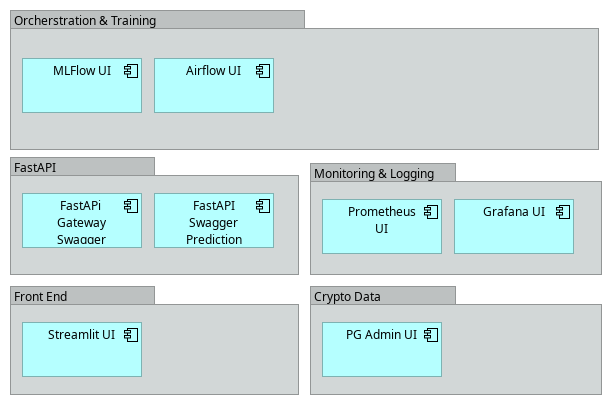 Orcherstration & Training
MLFlow UI
Airflow UI
FastAPI
FastAPi
Gateway
Swagger
FastAPI
Swagger
Prediction
Monitoring & Logging
Prometheus
UI
Grafana UI
Front End
Streamlit UI
Crypto Data
PG Admin UI